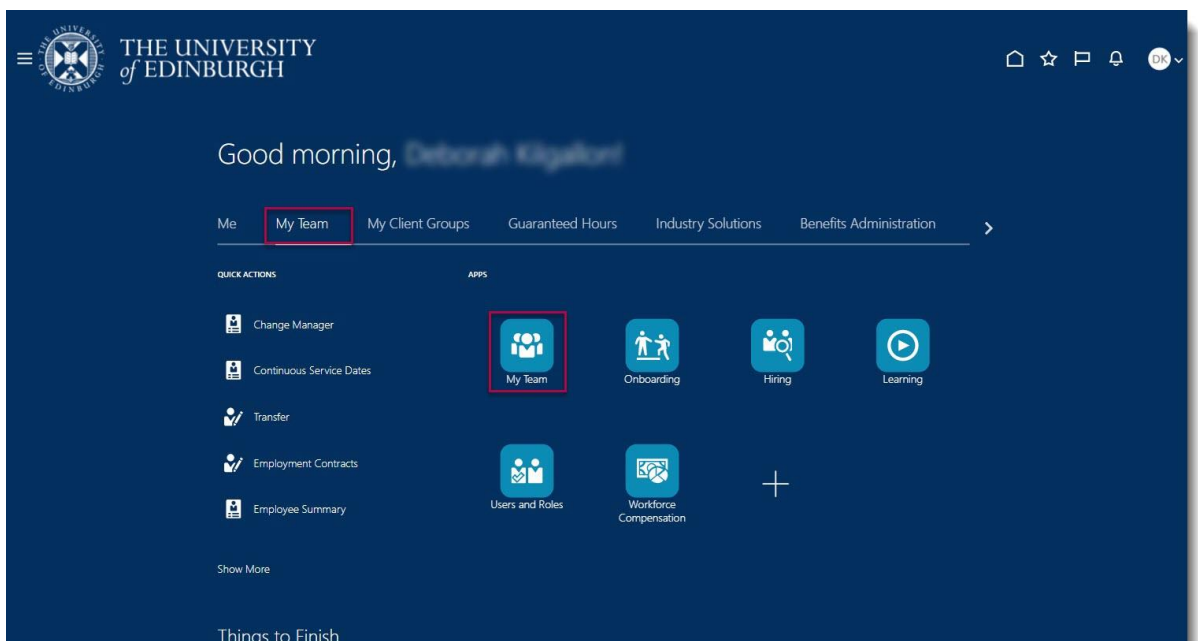 THE UNIVERSITY
of EDINBURGH
DK
Good morning,
Me My Team My Client Groups Guaranteed Hours Industry Solutions Benefits Administration
QUICK ACTIONS
APPS
Change Manager
Continuous Service Dates
Transfer
Employment Contracts
Employee Summary
Show More
My Team
Onboarding
Hiring
Learning
Users and Roles
Workforce
Compensation
Things to Finish